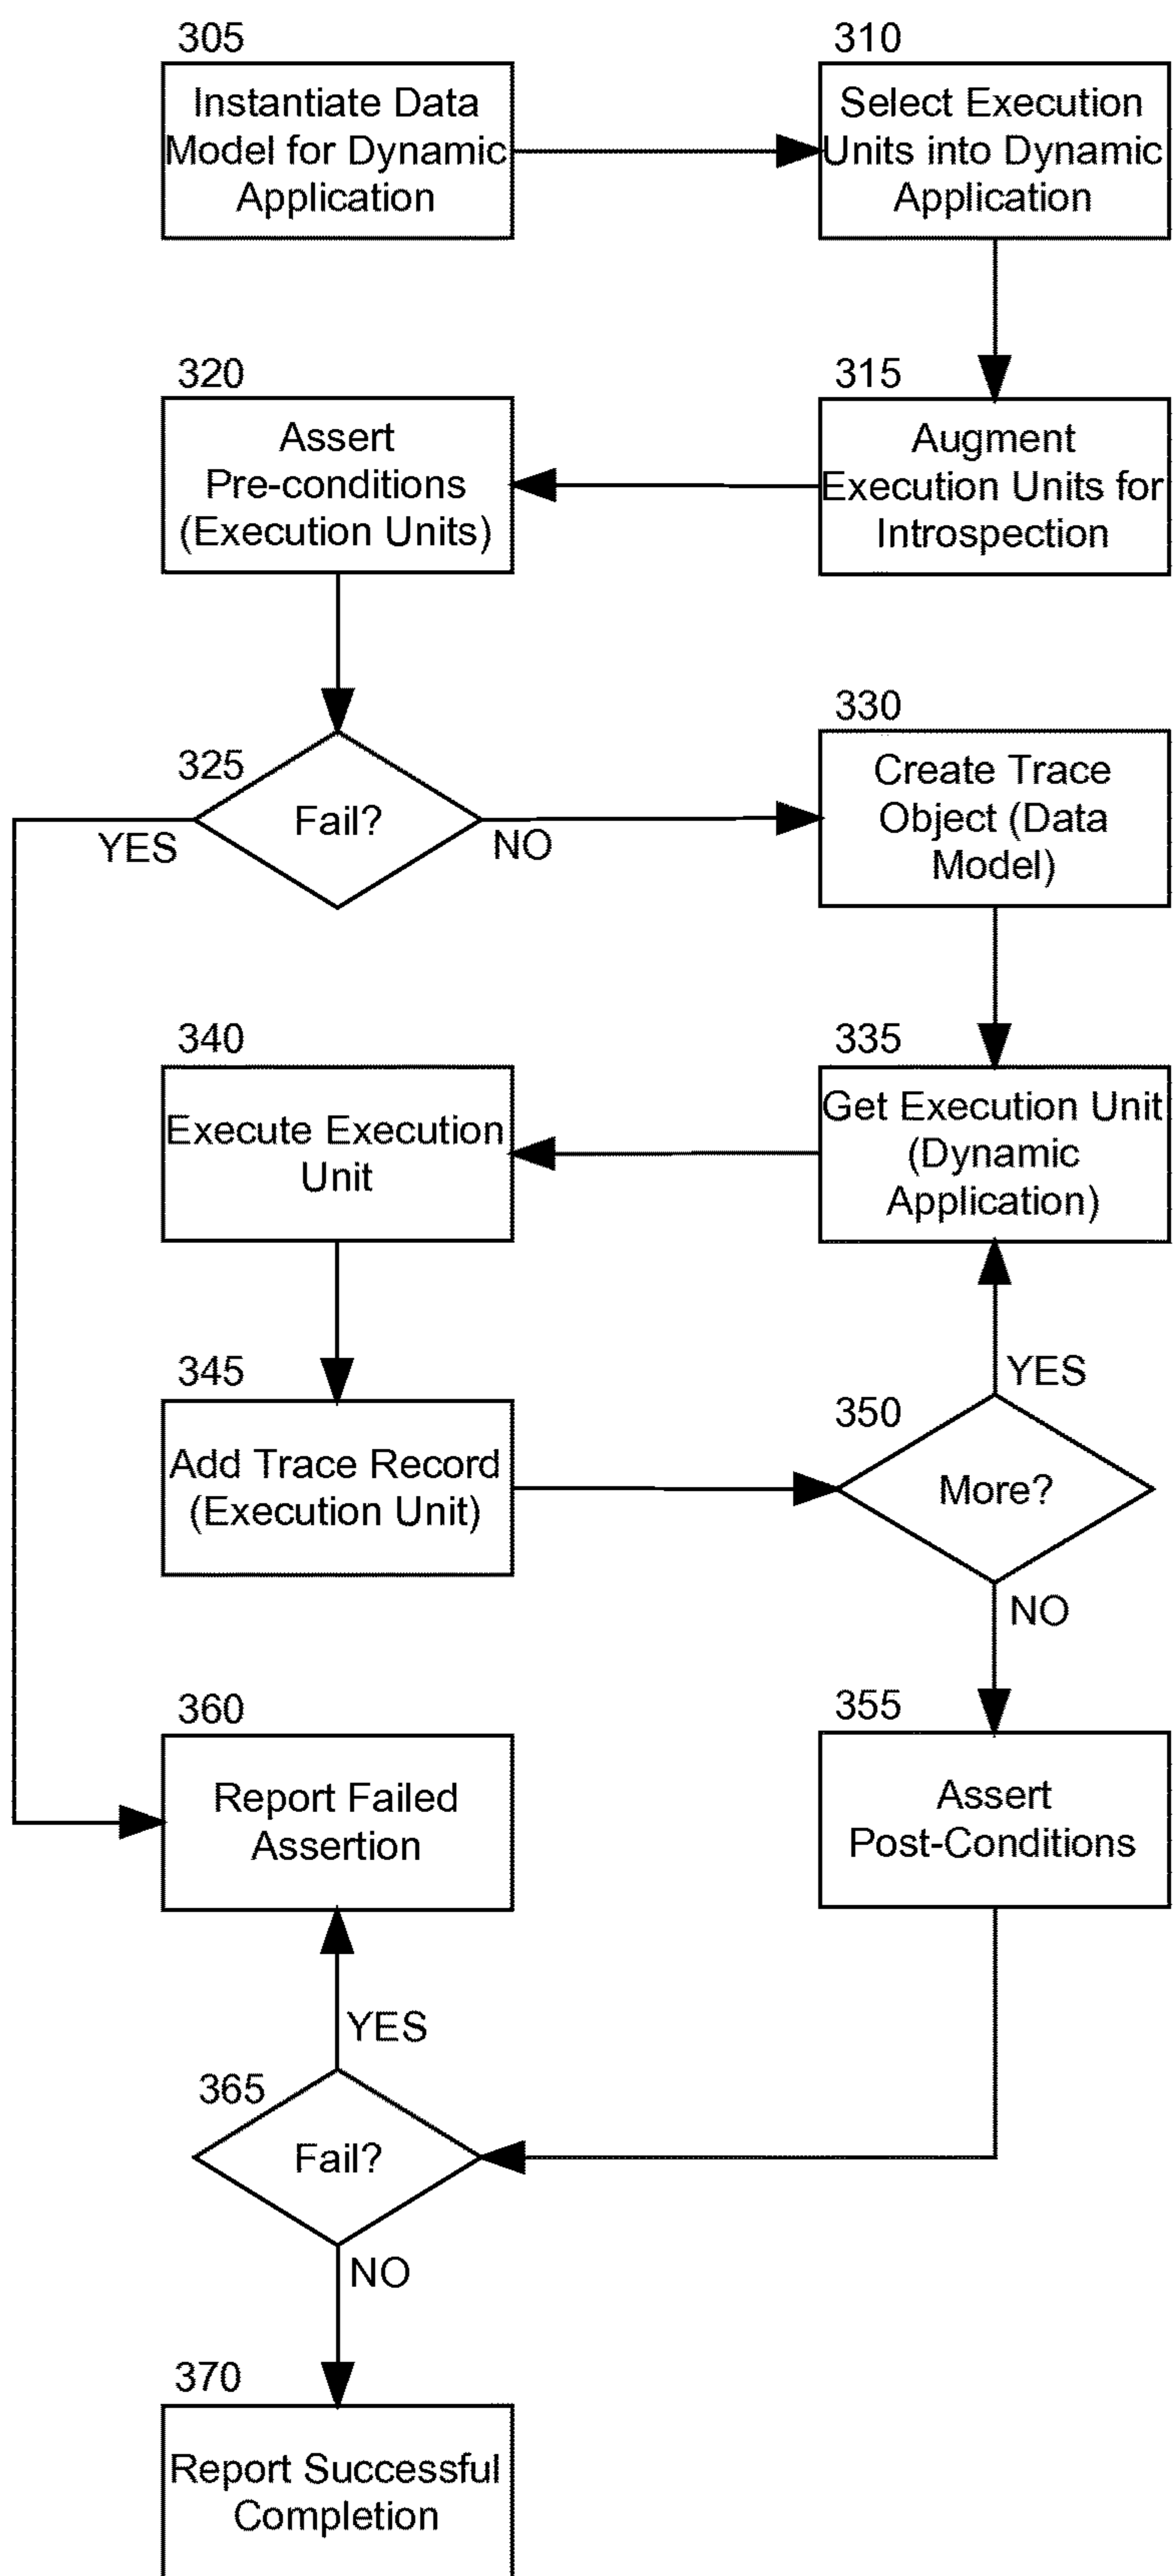 305
Instantiate Data
Model for Dynamic
Application
310
Select Execution
Units into Dynamic
Application
315
Augment
Execution Units for
Introspection
320
Assert
Pre-conditions
(Execution Units)
325
Fail?
YES
NO
330
Create Trace
Object (Data
Model)
335
Get Execution Unit
(Dynamic
Application)
340
Execute Execution
Unit
345
Add Trace Record
(Execution Unit)
350
More?
YES
NO
355
Assert
Post-Conditions
360
Report Failed
Assertion
YES
365
Fail?
NO
370
Report Successful
Completion